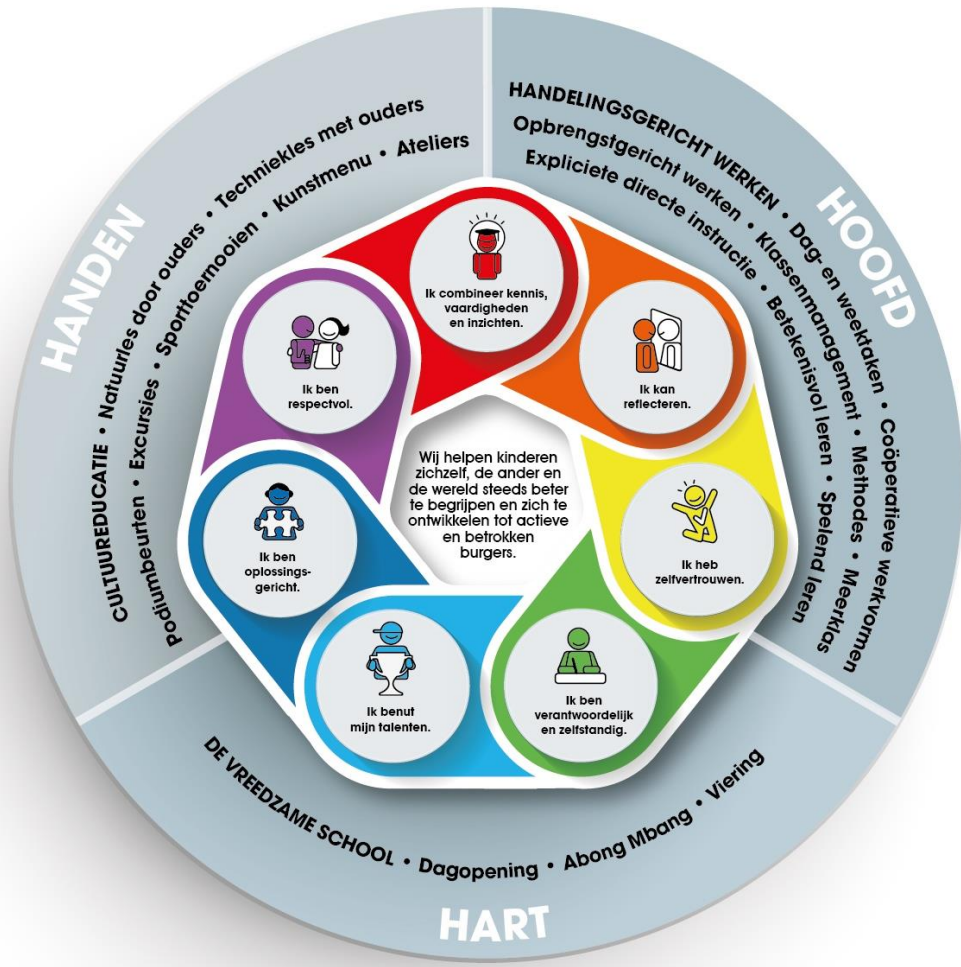 HANDEN
CULTUUREDUCATIE • Natuurles door ouders • Techniekles met ouders
Podiumbeurten • Excursies • Sporttoernooien • Kunstmenu • Ateliers
HOOFD
HANDELINGSGERICHT WERKEN • Dag- en weektaken • Coöperatieve werkvormen
Opbrengstgericht werken • Klassenmanagement • Methodes • Meerklas
Expliciete directe instructie • Betekenisvol leren • Spelend leren
Ik combineer kennis,
vaardigheden
en inzichten.
Ik kan
reflecteren.
Ik heb
zelfvertrouwen.
Ik ben
verantwoordelijk
en zelfstandig.
Ik benut
mijn talenten.
Ik ben
oplossings-
gericht.
Ik ben
respectvol.
Wij helpen kinderen
zichzelf, de ander en
de wereld steeds beter
te begrijpen en zich te
ontwikkelen tot actieve
en betrokken
burgers.
DE VREEDZAME SCHOOL • Dagopening • Abong Mbang • Viering
HART